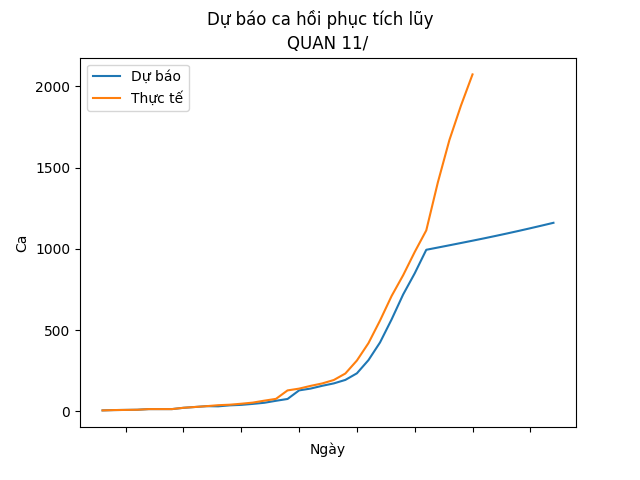 Dự báo ca hồi phục tích lũy
QUAN 11/
Dự báo
Thực tế
2000
1500
1000
500
0
Ca
Ngày